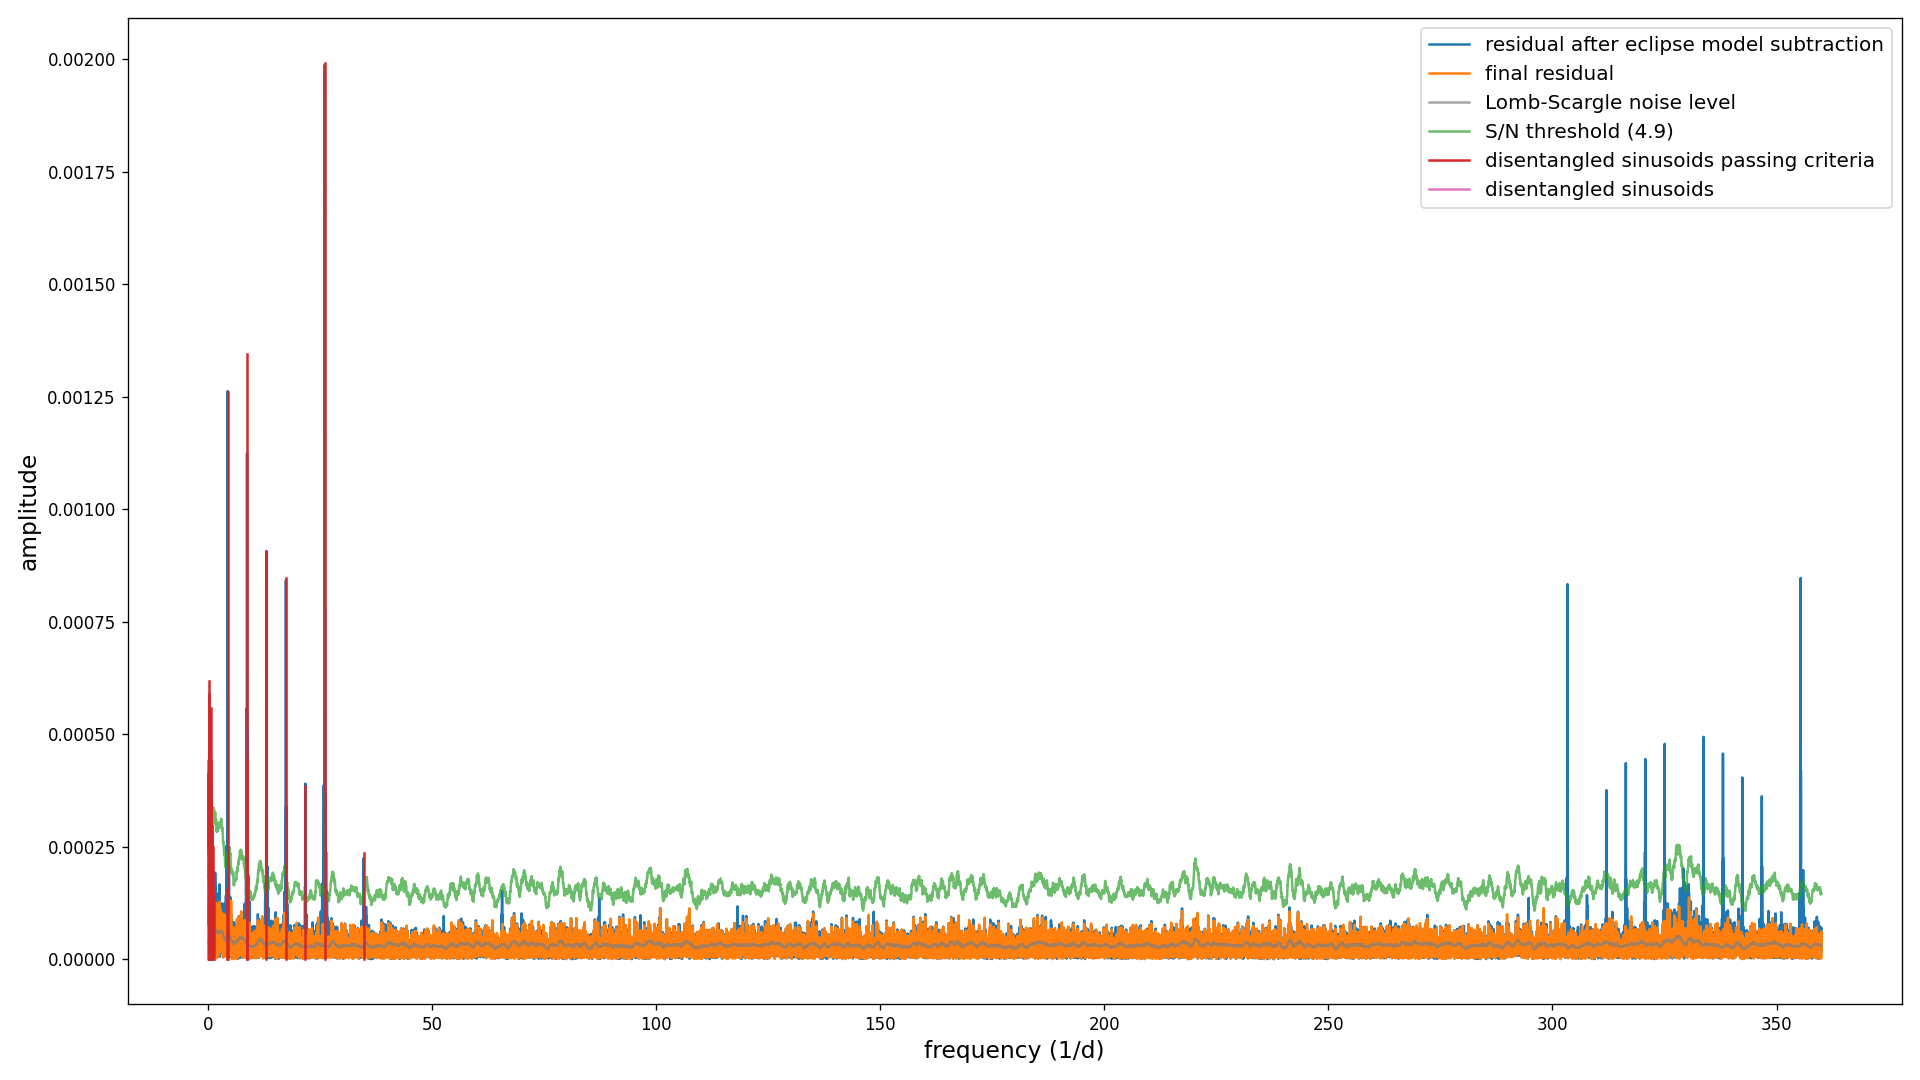 0.00200
0.00175
0.00150
0.00125
0.00100
0.00075
0.00050
0.00025
0.00000
amplitude
residual after eclipse model subtraction
final residual
Lomb-Scargle noise level
S/N threshold (4.9)
disentangled sinusoids passing criteria
disentangled sinusoids
0 50 100 150 200 250 300 350
frequency (1/d)